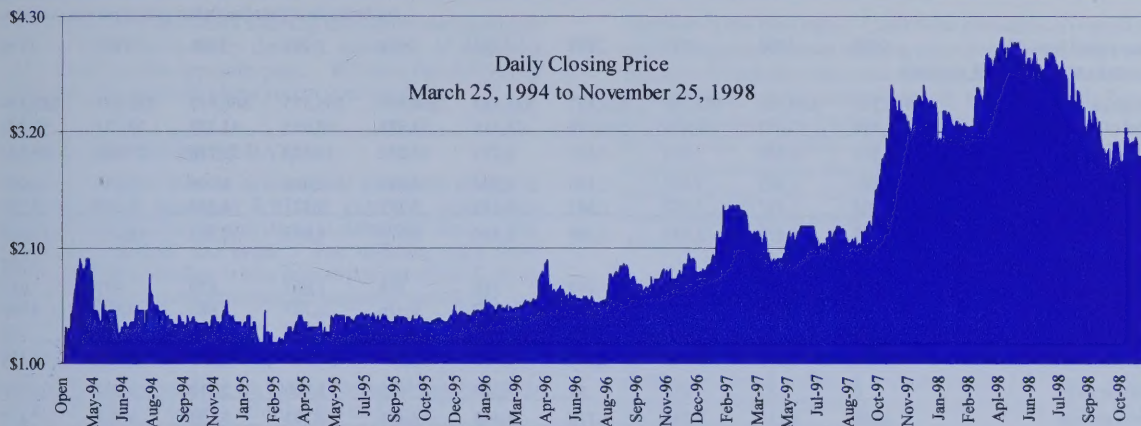 $4.30
Daily Closing Price
March 25, 1994 to November 25, 1998
$3.20
$2.10
$1.00
Open
May-94
Jun-94
Aug-94
Sep-94
Nov-94
Jan-95
Feb-95
Apr-95
May-95
Jul-95
Sep-95
Oct-95
Dec-95
Jan-96
Mar-96
Apr-96
Jun-96
Aug-96
Sep-96
Nov-96
Dec-96
Feb-97
Mar-97
May-97
Jul-97
Aug-97
Oct-97
Nov-97
Jan-98
Feb-98
Apl-98
Jun-98
Jul-98
Sep-98
Oct-98